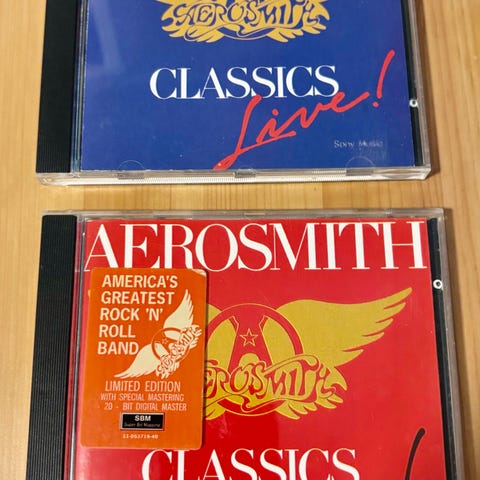 AEROSMITH
CLASSICS
Live!
Sony Music
AEROSMITH
AMERICA'S
GREATEST
ROCK 'N'
ROLL
BAND
AEROSMITH
LIMITED EDITION
WITH SPECIAL MASTERING
- 20 - BIT DIGITAL MASTER
SBM
Super Bit Mapping
AEROSMITH
CLASSICS